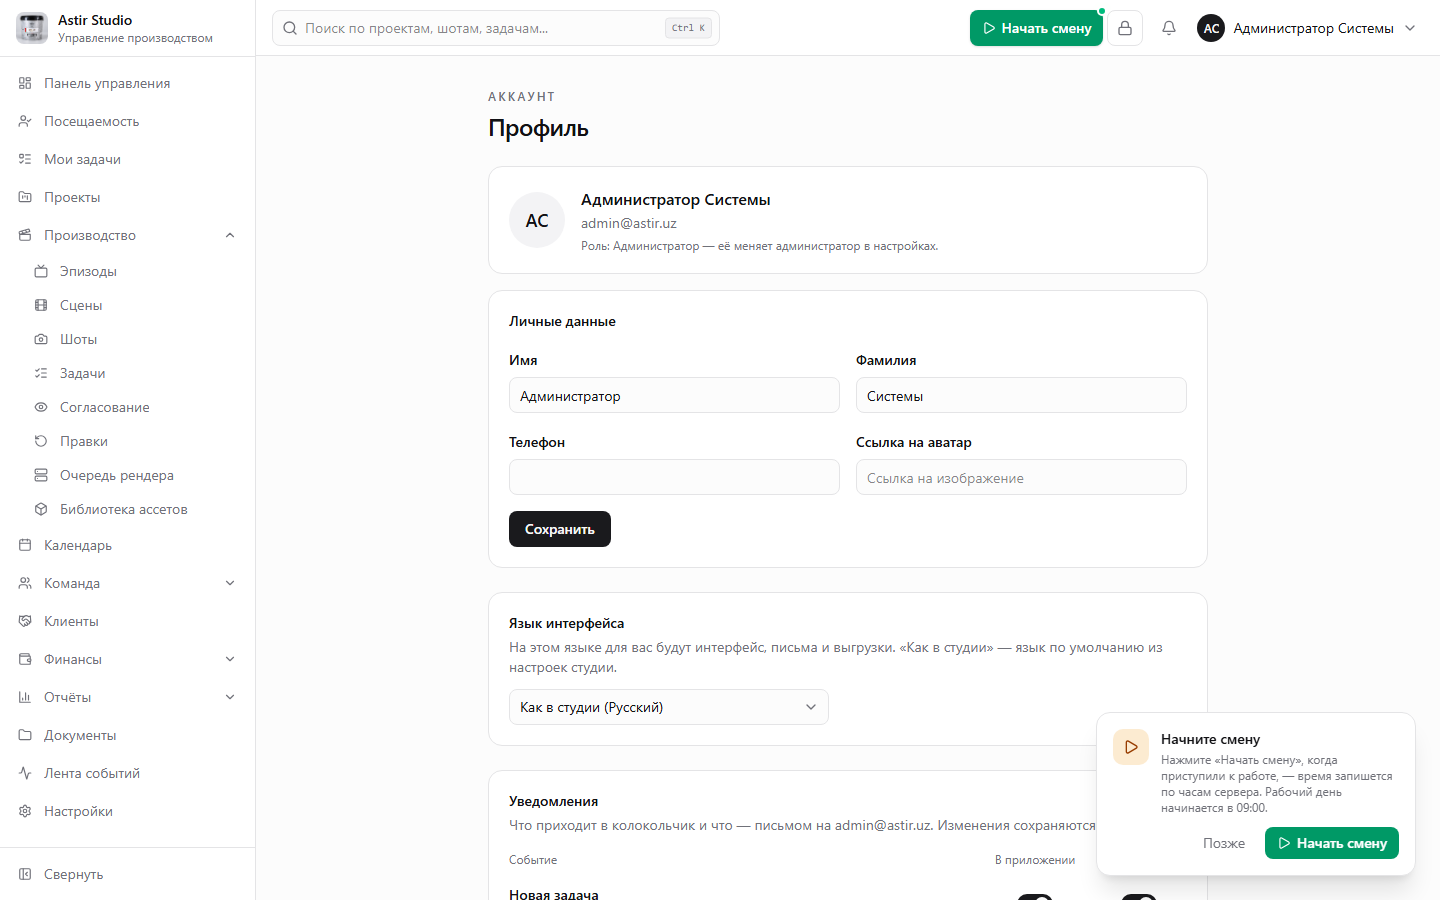 Astir Studio
Управление производством
Поиск по проектам, шотам, задачам...
Ctrl K
Начать смену
AC
Администратор Системы
Панель управления
Посещаемость
Мои задачи
Проекты
Производство
Эпизоды
Сцены
Шоты
Задачи
Согласование
Правки
Очередь рендера
Библиотека ассетов
Календарь
Команда
Клиенты
Финансы
Отчёты
Документы
Лента событий
Настройки
Свернуть
АККАУНТ
Профиль
АС
Администратор Системы
admin@astir.uz
Роль: Администратор — её меняет администратор в настройках.
Личные данные
Имя
Фамилия
Администратор
Системы
Телефон
Ссылка на аватар
Ссылка на изображение
Сохранить
Язык интерфейса
На этом языке для вас будут интерфейс, письма и выгрузки. «Как в студии» — язык по умолчанию из
настроек студии.
Как в студии (Русский)
Уведомления
Что приходит в колокольчик и что — письмом на admin@astir.uz. Изменения сохраняются
Событие
В приложении
Новая задача
Начните смену
Нажмите «Начать смену», когда
приступили к работе, — время запишется
по часам сервера. Рабочий день
начинается в 09:00.
Позже
Начать смену